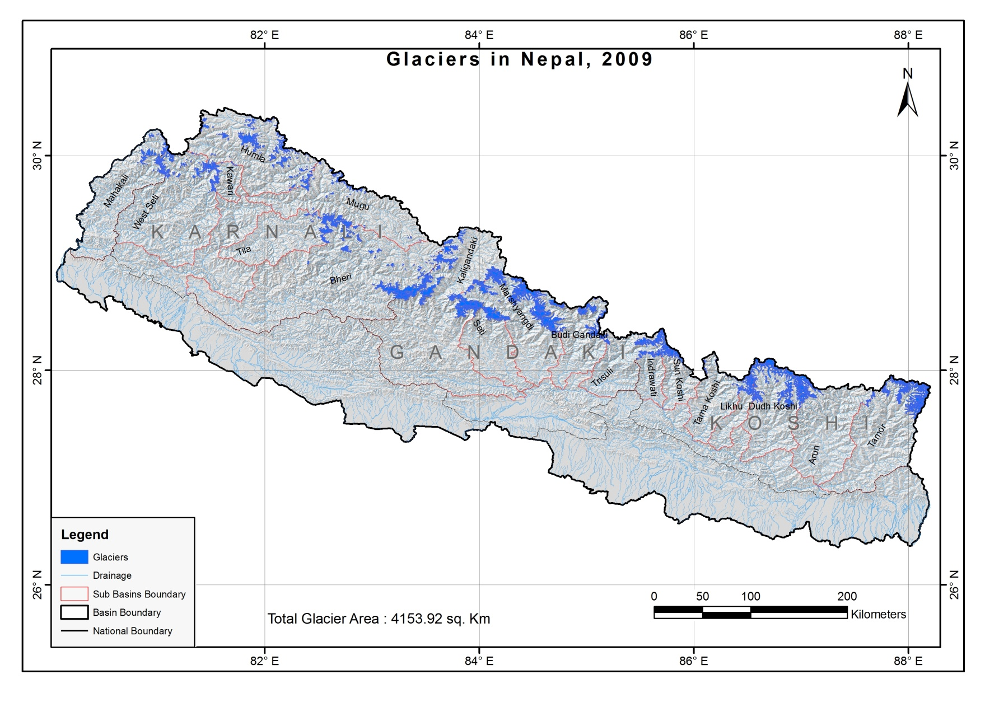 82° E 84° E 86° E 88° E
Glaciers in Nepal, 2009
N
30° N
30° N
Humla
Kawari
Mahakali
West Seti
Mugu
KARNALI
Tila
Bheri
Kaligandaki
Marshyangdi
Seti
Budi Gandaki
GANDAKI
28° N
28° N
Trisuli
Indrawati
Sun Koshi
Tama Koshi
Likhu
Dudh Koshi
KOSHI
Arun
Tamor
Legend
Glaciers
Drainage
Sub Basins Boundary
Basin Boundary
National Boundary
26° N
26° N
0 50 100 200
Kilometers
Total Glacier Area : 4153.92 sq. Km
82° E 84° E 86° E 88° E